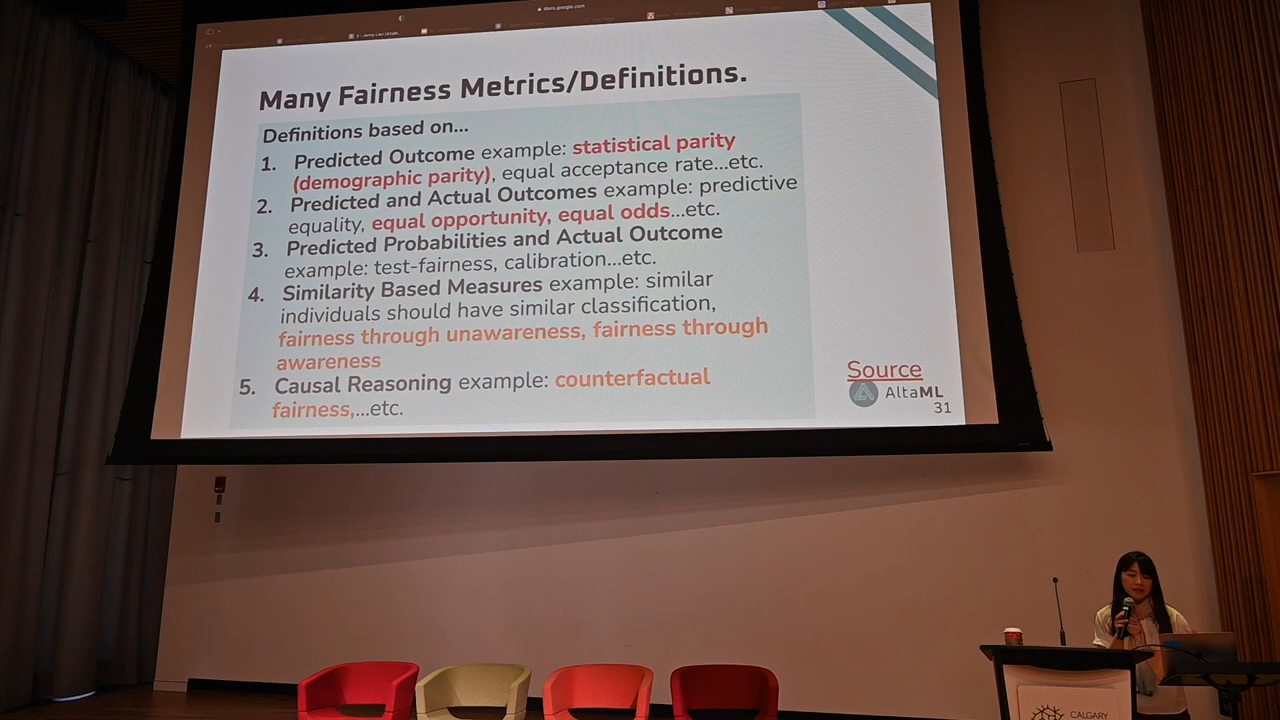 docs.google.com
Many Fairness Metrics/Definitions.
Definitions based on...
1. Predicted Outcome example: statistical parity
(demographic parity), equal acceptance rate...etc.
2. Predicted and Actual Outcomes example: predictive
equality, equal opportunity, equal odds...etc.
3. Predicted Probabilities and Actual Outcome
example: test-fairness, calibration...etc.
4. Similarity Based Measures example: similar
individuals should have similar classification,
fairness through unawareness, fairness through
awareness
5. Causal Reasoning example: counterfactual
fairness,...etc.
Source
AltaML
31
CALGARY